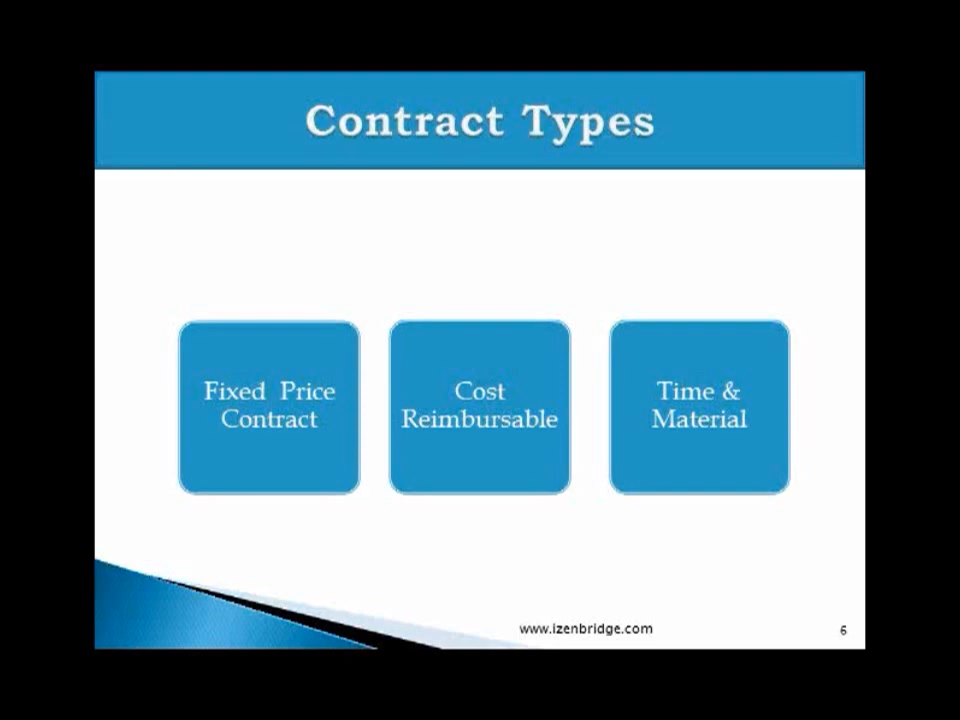 Contract Types
Fixed Price
Contract
Cost
Reimbursable
Time &
Material
www.izenbridge.com
6